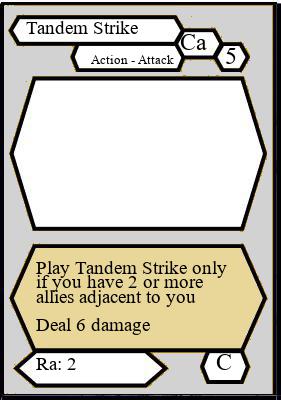 Tandem Strike
Ca
Action - Attack
5
Play Tandem Strike only
if you have 2 or more
allies adjacent to you
Deal 6 damage
Ra: 2
C